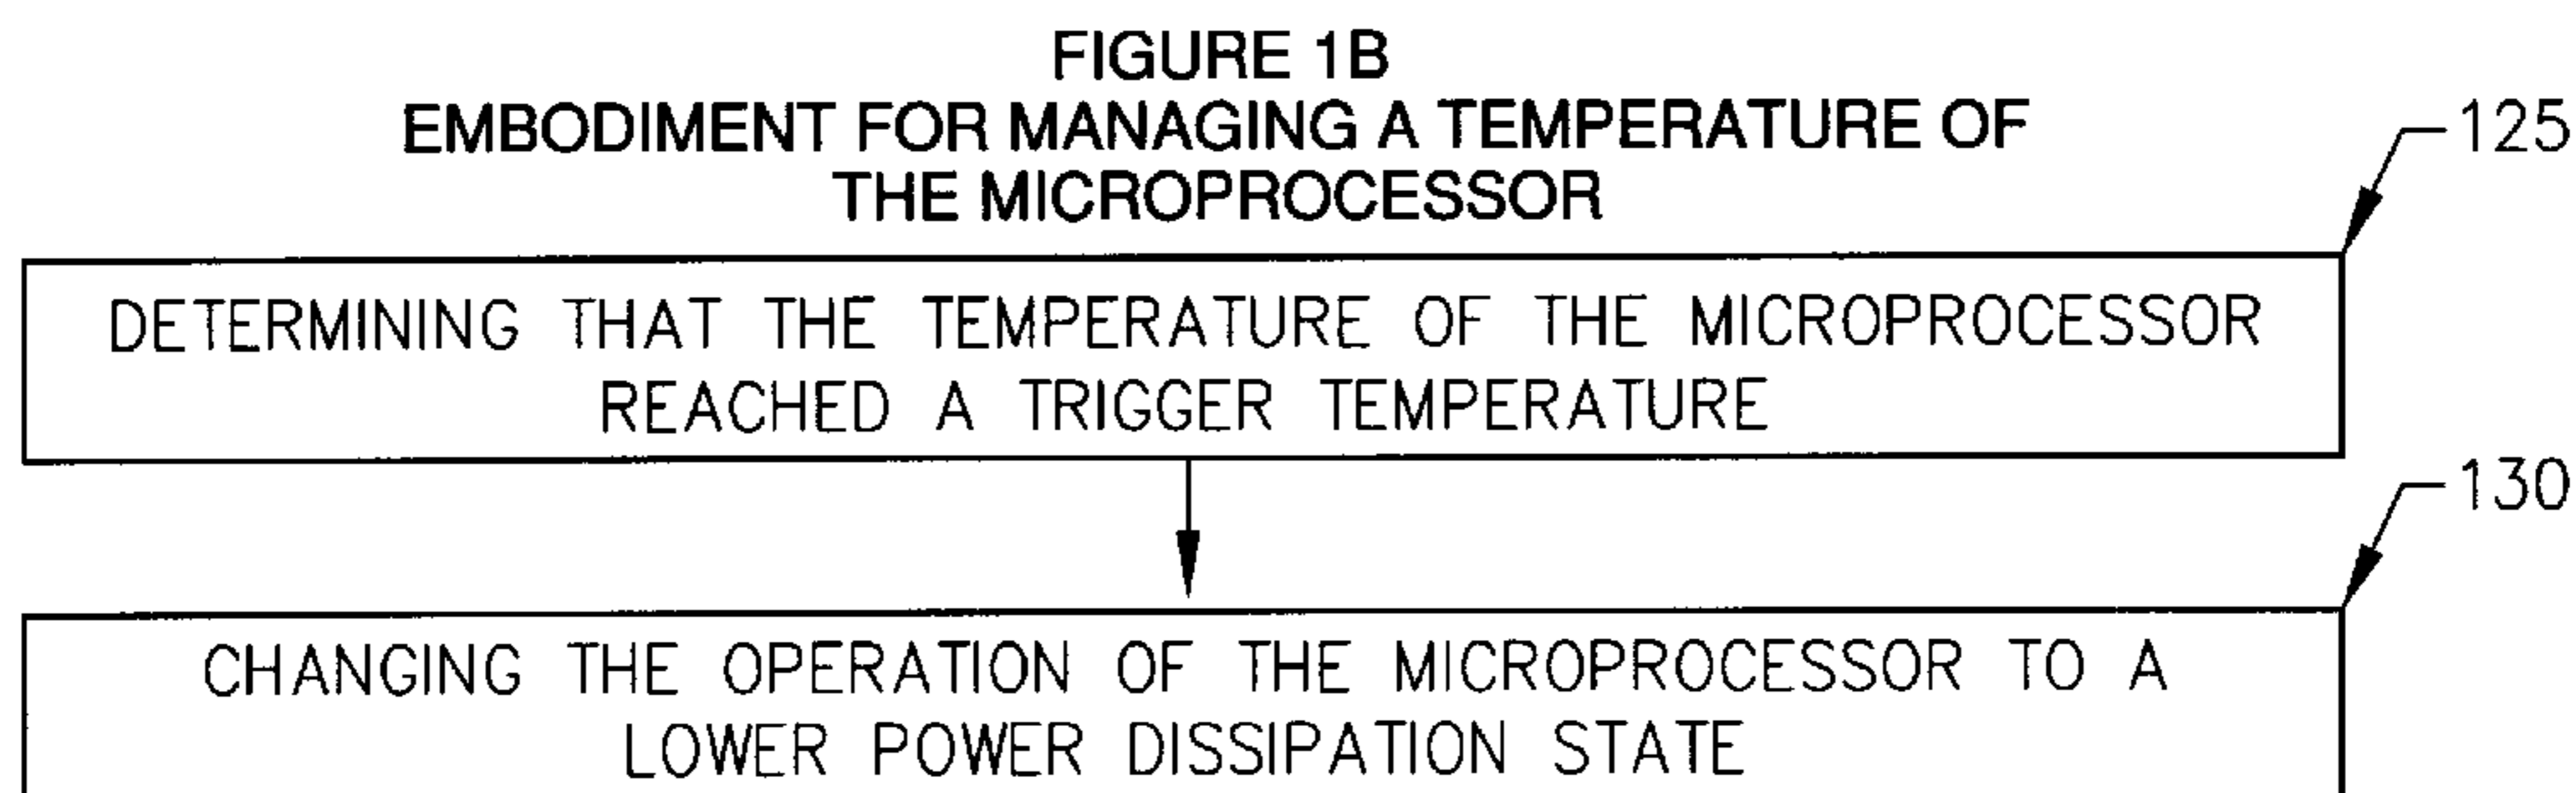 FIGURE 1B
EMBODIMENT FOR MANAGING A TEMPERATURE OF
THE MICROPROCESSOR
125
DETERMINING THAT THE TEMPERATURE OF THE MICROPROCESSOR
REACHED A TRIGGER TEMPERATURE
130
CHANGING THE OPERATION OF THE MICROPROCESSOR TO A
LOWER POWER DISSIPATION STATE